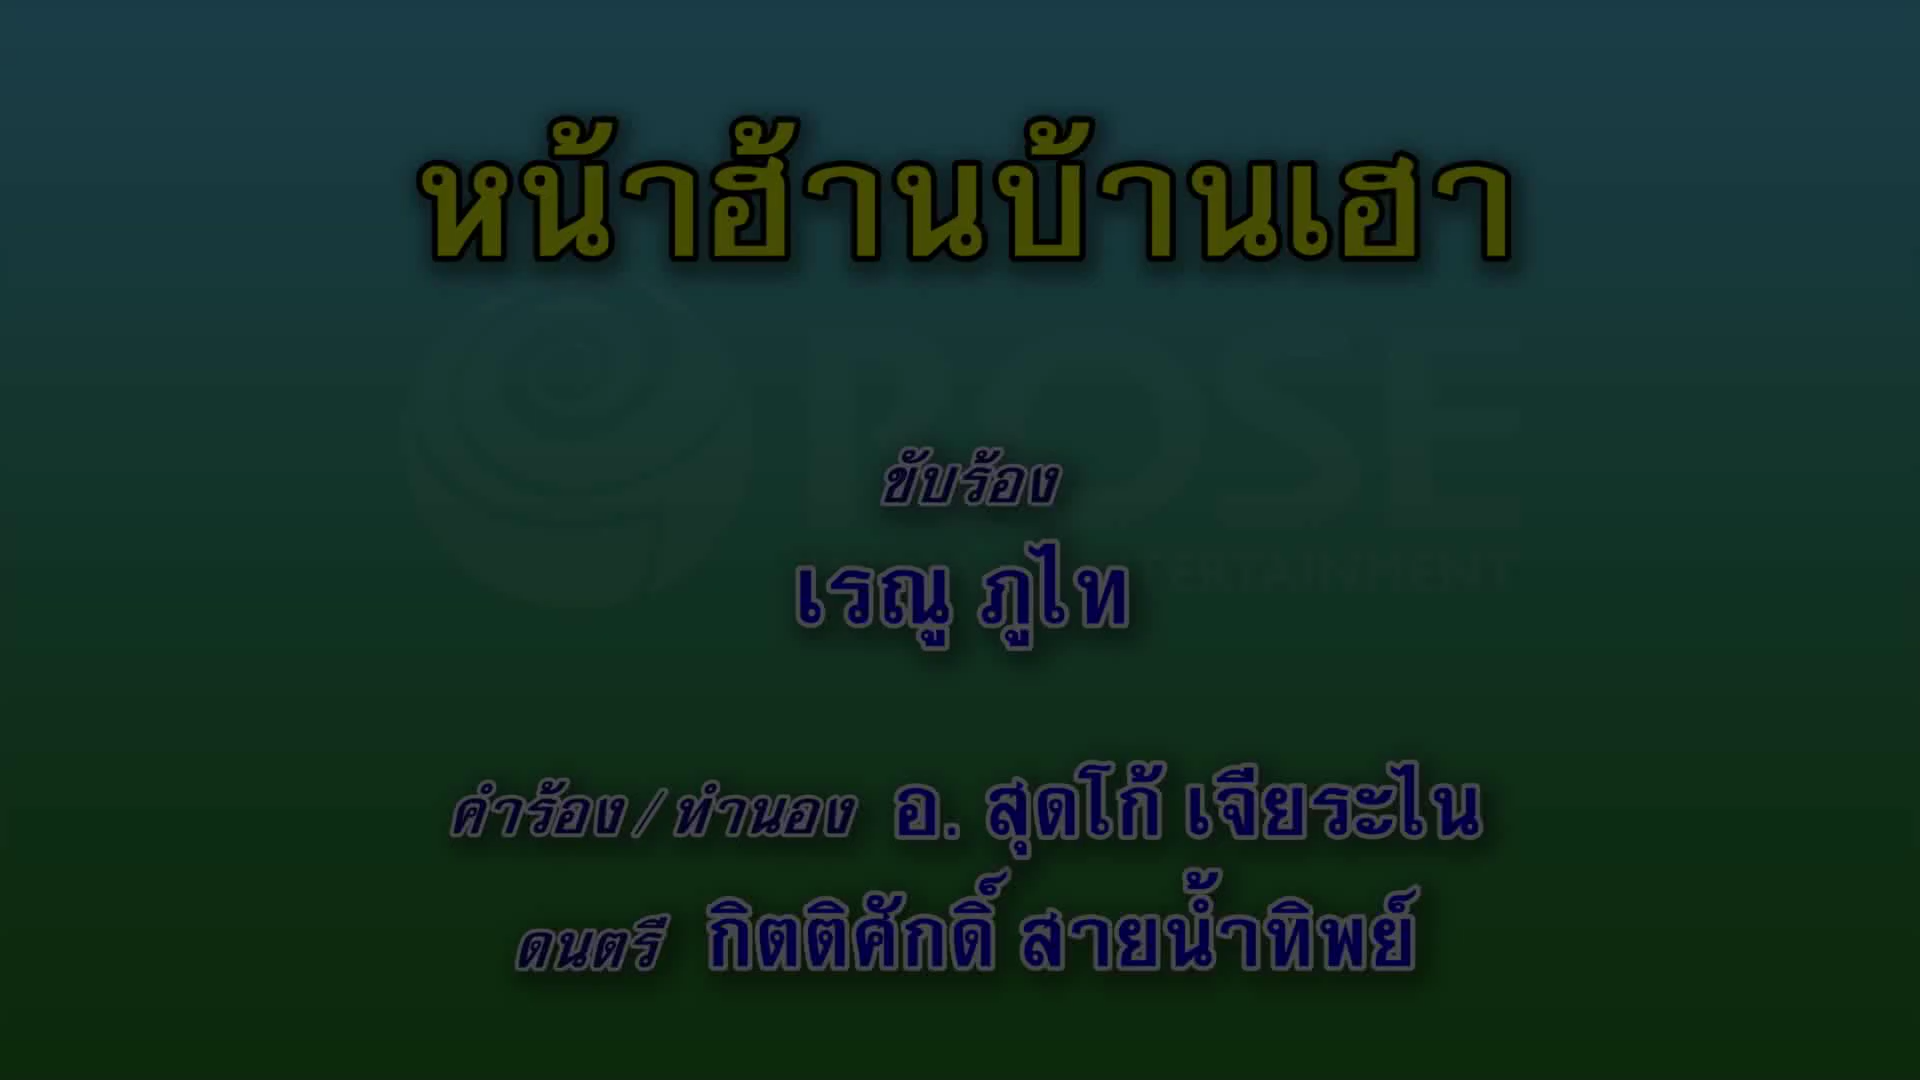 หน้าฮ้านบ้านเฮา
ROSE
ENTERTAINMENT
ขับร้อง
เรณู ภูไท
คำร้อง / ทำนอง อ. สุดโก้ เจียระไน
ดนตรี กิตติศักดิ์ สายน้ำทิพย์